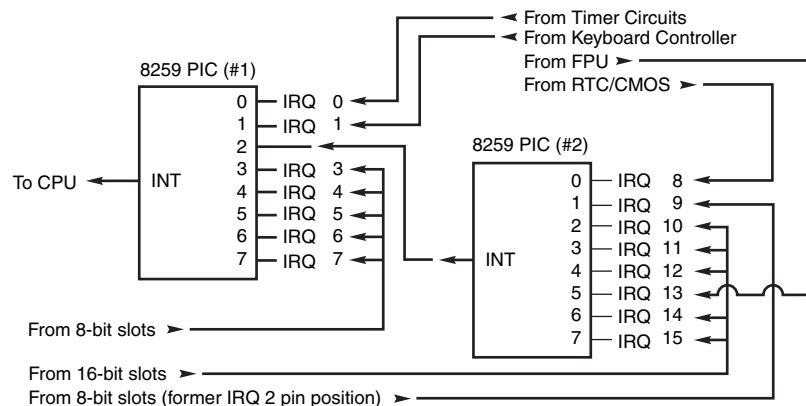 From Timer Circuits
From Keyboard Controller
From FPU
From RTC/CMOS
8259 PIC (#1)
0 IRQ 0
1 IRQ 1
2
3 IRQ 3
4 IRQ 4
5 IRQ 5
6 IRQ 6
7 IRQ 7
To CPU
INT
8259 PIC (#2)
0 IRQ 8
1 IRQ 9
2 IRQ 10
3 IRQ 11
4 IRQ 12
5 IRQ 13
6 IRQ 14
7 IRQ 15
INT
From 8-bit slots
From 16-bit slots
From 8-bit slots (former IRQ 2 pin position)